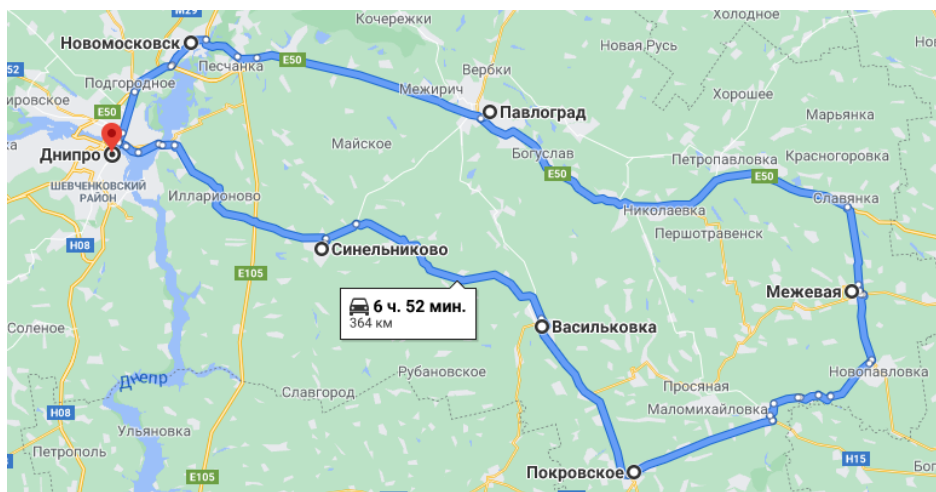 Кочережки
Холодное
М29
Новомосковск
Новая Русь
Песчанка
E50
Вербки
52
Подгородное
Межирич
Хорошее
ировское
Марьянка
E50
Павлоград
Днипро
Майское
Богуслав
Петропавловка
Красногоровка
E50
E50
ШЕВЧЕНКОВСКИЙ
РАЙОН
Илларионово
Николаевка
Славянка
Першотравенск
H08
Синельниково
E105
Межевая
6 ч. 52 мин.
364 км
Соленое
Васильковка
Днепр
Рубановское
Новопавловка
Славгород
Просяная
H08
Маломихайловка
Ульяновка
Петрополь
H15
Бог
E105
Покровское